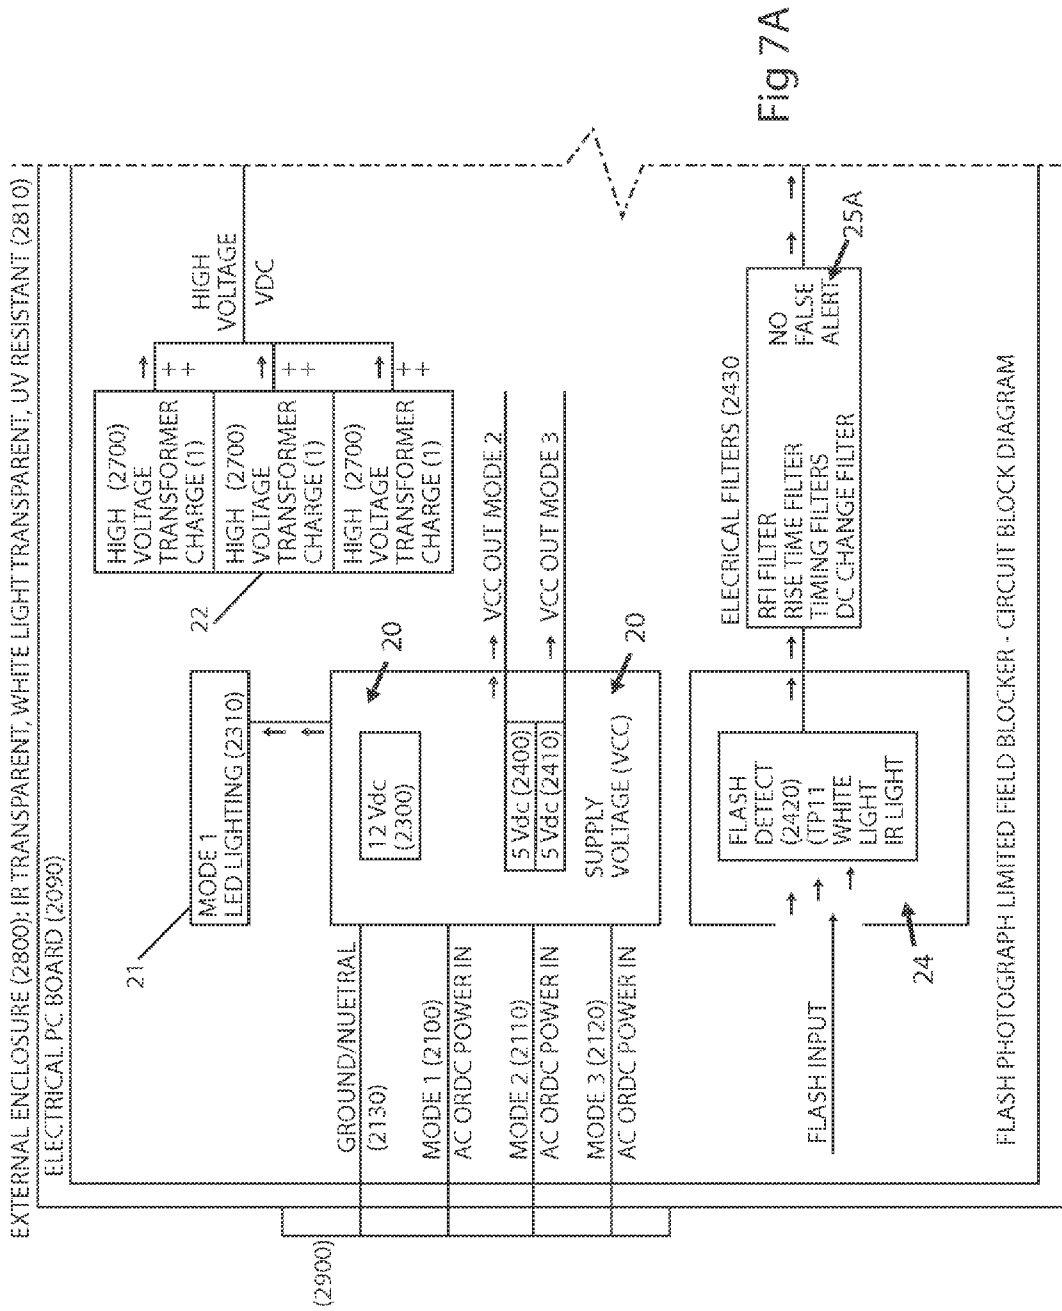 EXTERNAL ENCLOSURE (2800): IR TRANSPARENT, WHITE LIGHT TRANSPARENT, UV RESISTANT (2810)
ELECTRICAL PC BOARD (2090)
21
MODE 1
LED LIGHTING (2310)
22
HIGH (2700)
VOLTAGE
TRANSFORMER
CHARGE (1)
HIGH (2700)
VOLTAGE
TRANSFORMER
CHARGE (1)
HIGH (2700)
VOLTAGE
TRANSFORMER
CHARGE (1)
++
++
++
HIGH
VOLTAGE
VDC
(2900)
GROUND/NUETRAL
(2130)
MODE 1 (2100)
AC ORDC POWER IN
MODE 2 (2110)
AC ORDC POWER IN
MODE 3 (2120)
AC ORDC POWER IN
12 Vdc
(2300)
20
5 Vdc (2400)
5 Vdc (2410)
SUPPLY
VOLTAGE (VCC)
20
VCC OUT MODE 2
VCC OUT MODE 3
FLASH INPUT
FLASH
DETECT
(2420)
(TP11
WHITE
LIGHT
IR LIGHT
24
ELECRICAL FILTERS (2430
RFI FILTER
RISE TIME FILTER
TIMING FILTERS
DC CHANGE FILTER
NO
FALSE
ALERT
25A
FLASH PHOTOGRAPH LIMITED FIELD BLOCKER - CIRCUIT BLOCK DIAGRAM
Fig 7A